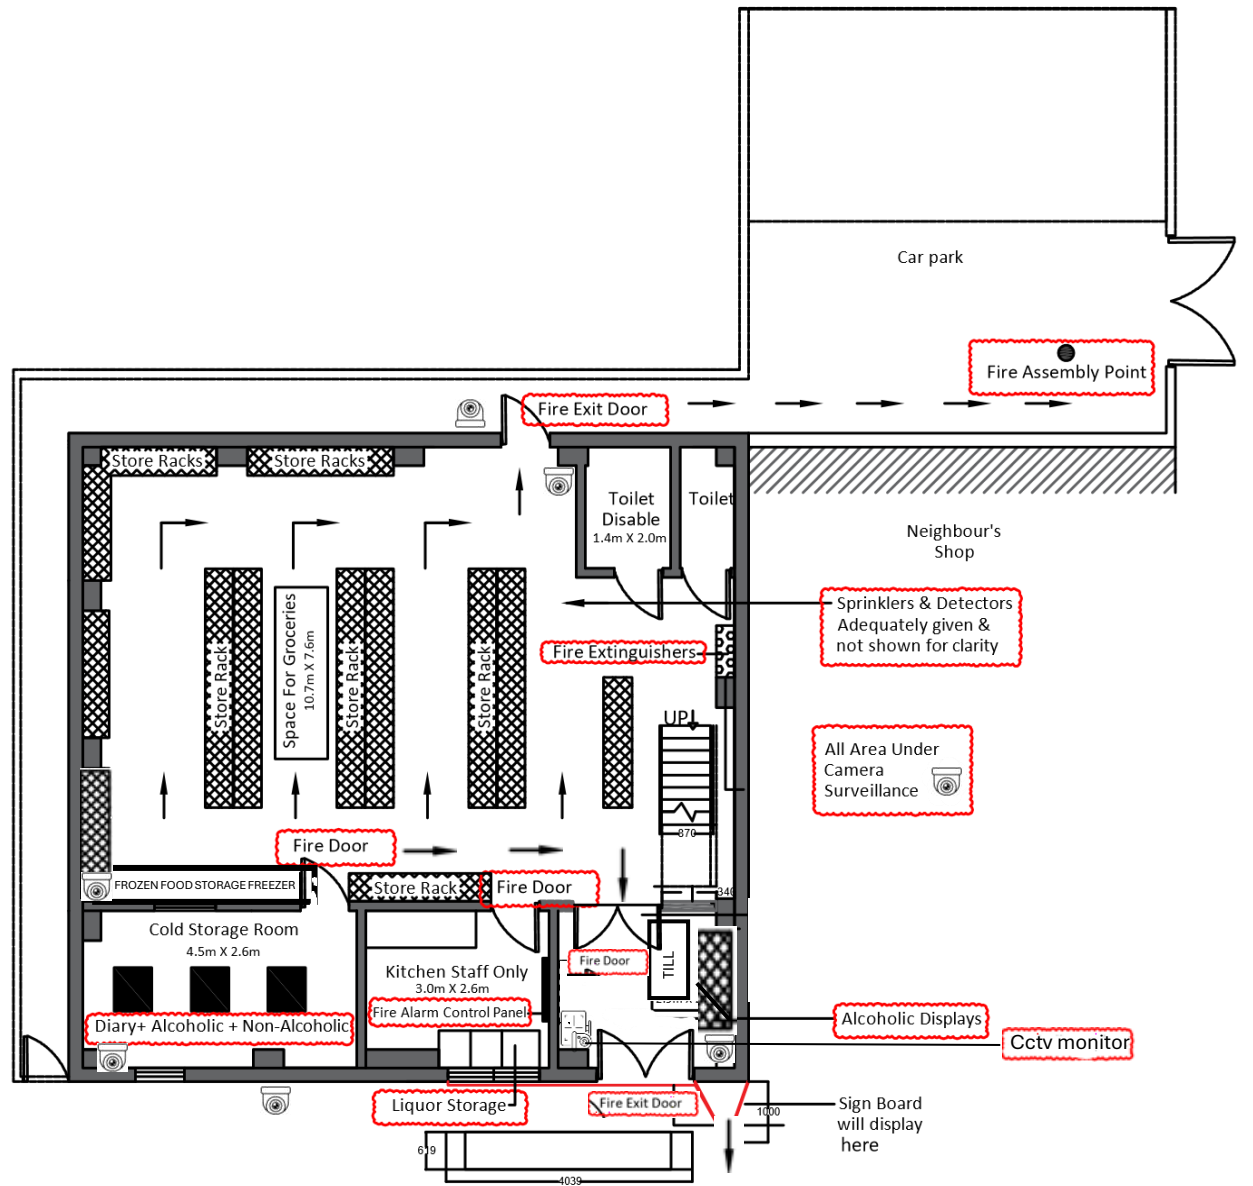 Car park
Fire Assembly Point
Fire Exit Door
Store Racks
Store Racks
Toilet
Disable
1.4m X 2.0m
Toilet
Neighbour's
Shop
Sprinklers & Detectors
Adequately given &
not shown for clarity
Fire Extinguishers
Store Rack
Space For Groceries
10.7m X 7.6m
Store Rack
Store Rack
UP
All Area Under
Camera
Surveillance
870
Fire Door
Store Rack
Fire Door
FROZEN FOOD STORAGE FREEZER
340
Cold Storage Room
4.5m X 2.6m
Kitchen Staff Only
3.0m X 2.6m
Fire Door
TILL
Fire Alarm Control Panel
Diary+ Alcoholic + Non-Alcoholic
Alcoholic Displays
Cctv monitor
Liquor Storage
Fire Exit Door
1000
Sign Board
will display
here
4039